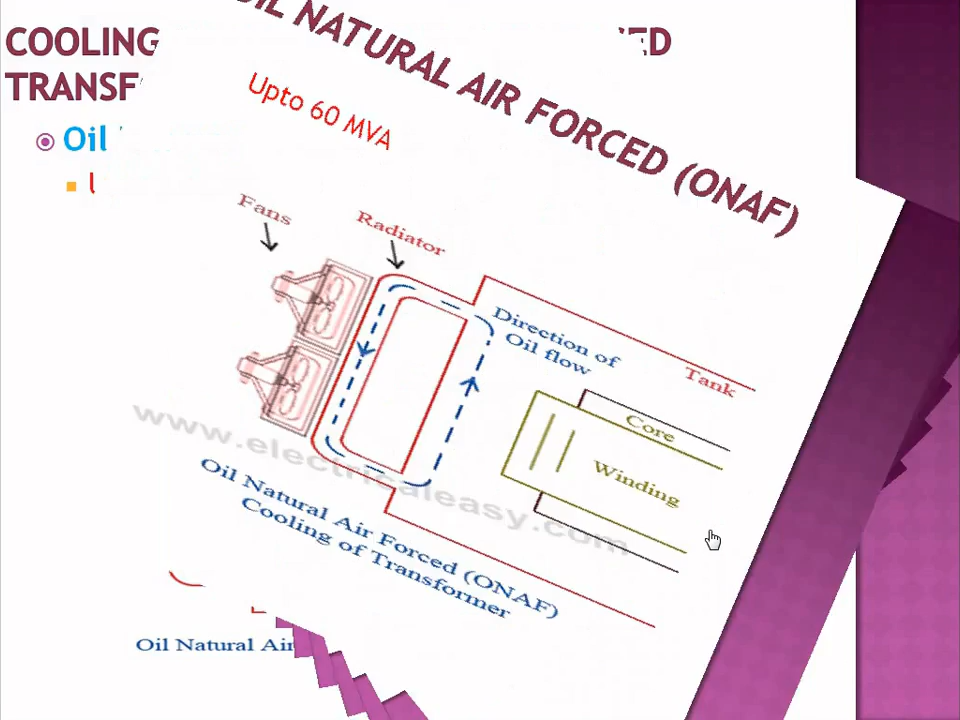 COOLING
TRANSF
Oil
OIL NATURAL AIR FORCED (ONAF)
Upto 60 MVA
Fans
Radiator
Direction of
Oil flow
Tank
Core
Winding
www.electricaleasy.com
Oil Natural Air Forced (ONAF)
Cooling of Transformer
Oil Natural Air